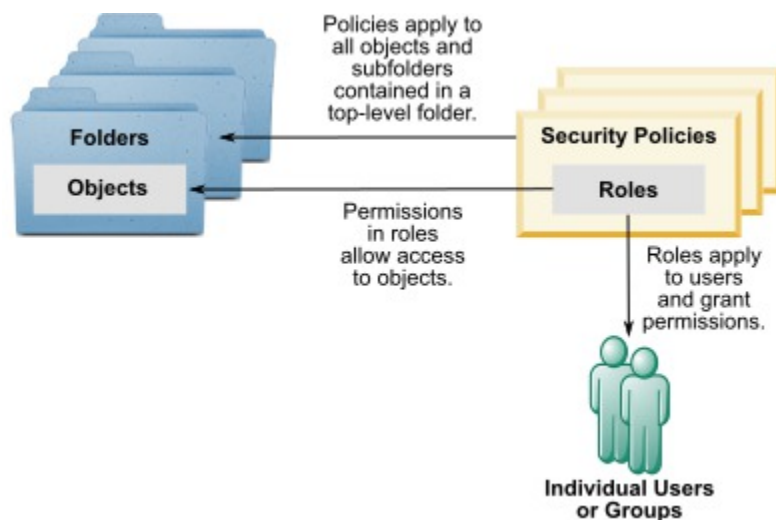 Policies apply to
all objects and
subfolders
contained in a
top-level folder.
Folders
Security Policies
Objects
Roles
Permissions
in roles
allow access
to objects.
Roles apply
to users
and grant
permissions.
Individual Users
or Groups